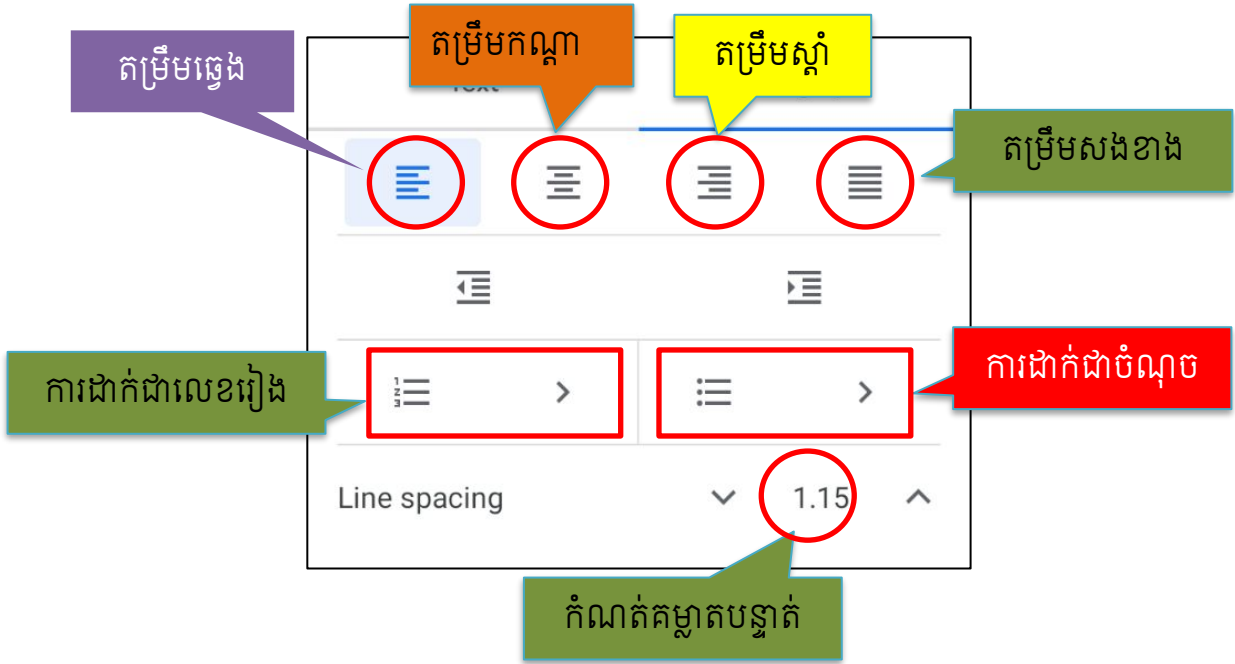 តម្រឹមឆ្វេង
តម្រឹមកណ្តា
តម្រឹមស្តាំ
តម្រឹមសងខាង
ការដាក់ជាលេខរៀង
ការដាក់ជាចំណុច
Line spacing
1.15
កំណត់គម្លាតបន្ទាត់